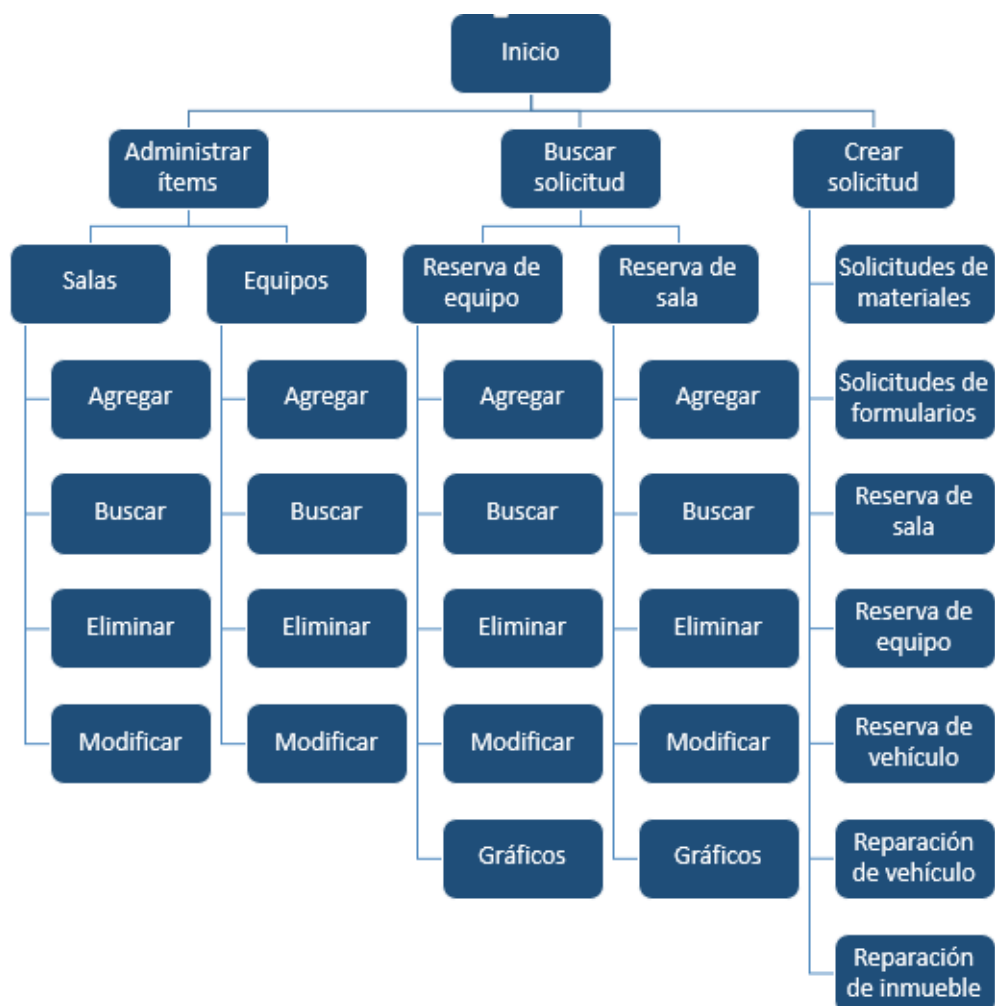 Inicio
Administrar
ítems
Buscar
solicitud
Crear
solicitud
Salas
Equipos
Reserva de
equipo
Reserva de
sala
Solicitudes de
materiales
Agregar
Agregar
Agregar
Agregar
Solicitudes de
formularios
Buscar
Buscar
Buscar
Buscar
Reserva de
sala
Eliminar
Eliminar
Eliminar
Eliminar
Reserva de
equipo
Modificar
Modificar
Modificar
Modificar
Reserva de
vehículo
Gráficos
Gráficos
Reparación
de vehículo
Reparación
de inmueble